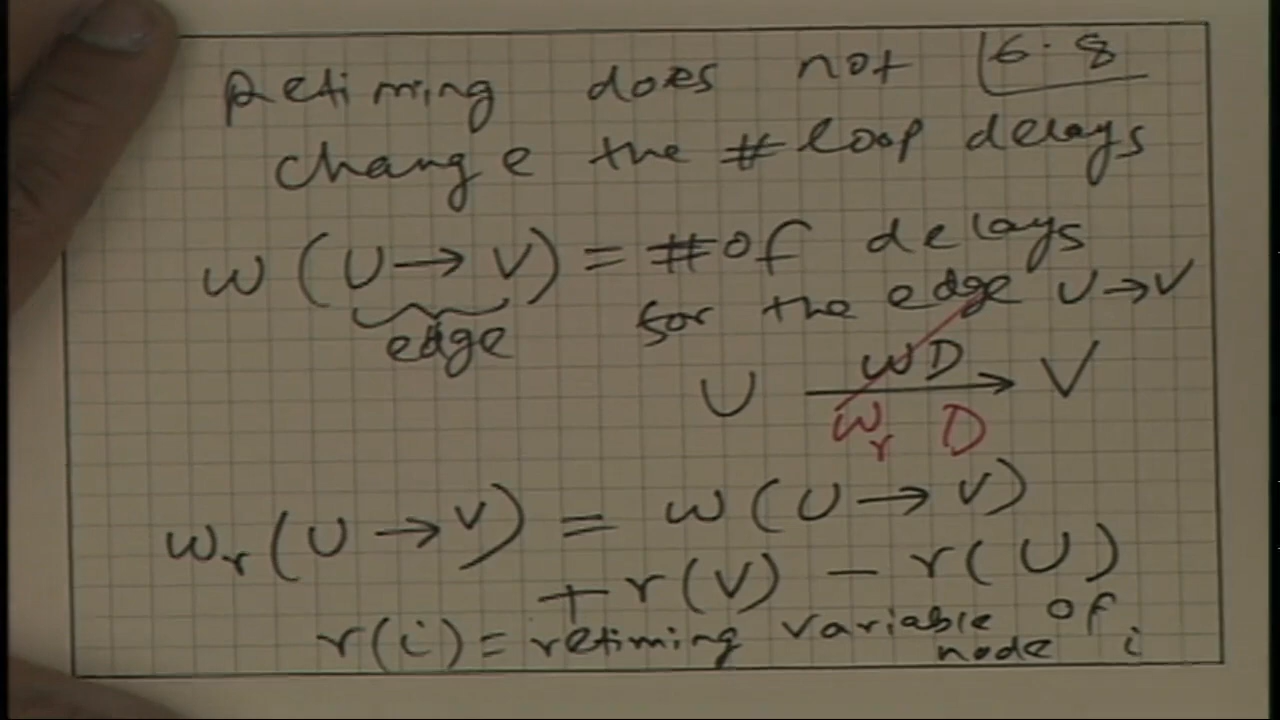 Retiming does not 6.8
change the # loop delays
w (U → V) = # of delays
edge for the edge U → V
U wD V
wr D
wr (U → V) = w (U → V)
+ r (V) - r (U)
r (i) = retiming variable of
node i